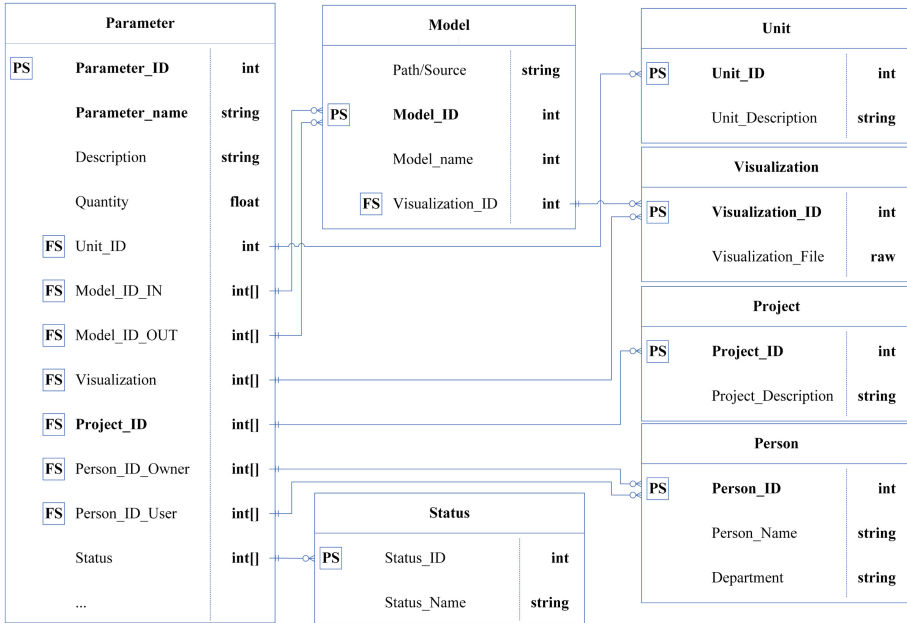 Parameter
PS Parameter_ID int
Parameter_name string
Description string
Quantity float
FS Unit_ID int
FS Model_ID_IN int[]
FS Model_ID_OUT int[]
FS Visualization int[]
FS Project_ID int[]
FS Person_ID_Owner int[]
FS Person_ID_User int[]
Status int[]
...
Model
Path/Source string
PS Model_ID int
Model_name int
FS Visualization_ID int
Status
PS Status_ID int
Status_Name string
Unit
PS Unit_ID int
Unit_Description string
Visualization
PS Visualization_ID int
Visualization_File raw
Project
PS Project_ID int
Project_Description string
Person
PS Person_ID int
Person_Name string
Department string